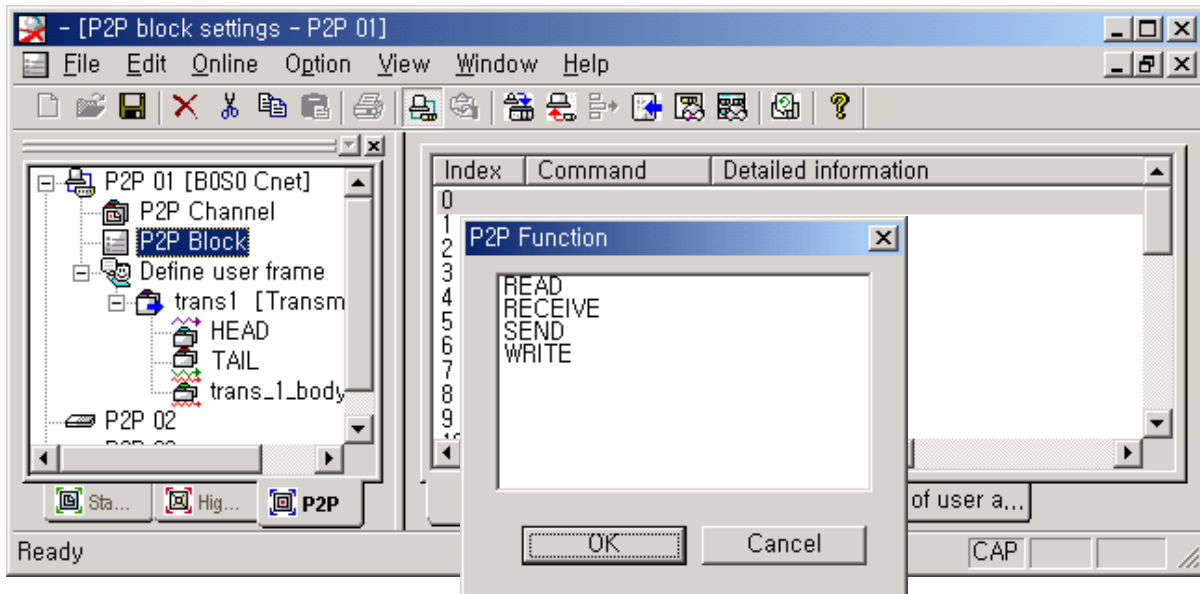 - [P2P block settings - P2P 01]
File Edit Online Option View Window Help
P2P 01 [B0S0 Cnet]
P2P Channel
P2P Block
Define user frame
trans1 [Transm
HEAD
TAIL
trans_1_body
P2P 02
Sta... Hig... P2P
Index Command Detailed information
0
1
2
3
4
5
6
7
8
9
P2P Function
READ
RECEIVE
SEND
WRITE
OK Cancel
of user a...
Ready
CAP